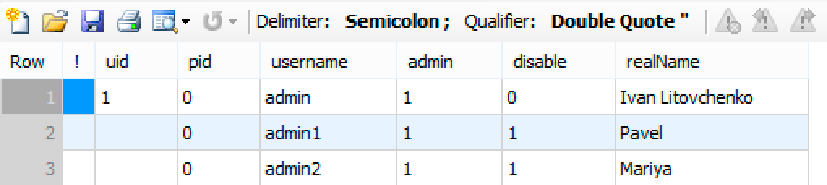 Delimiter: Semicolon ; Qualifier: Double Quote "
Row ! uid pid username admin disable realName
1 1 0 admin 1 0 Ivan Litovchenko
2 0 admin1 1 1 Pavel
3 0 admin2 1 1 Mariya